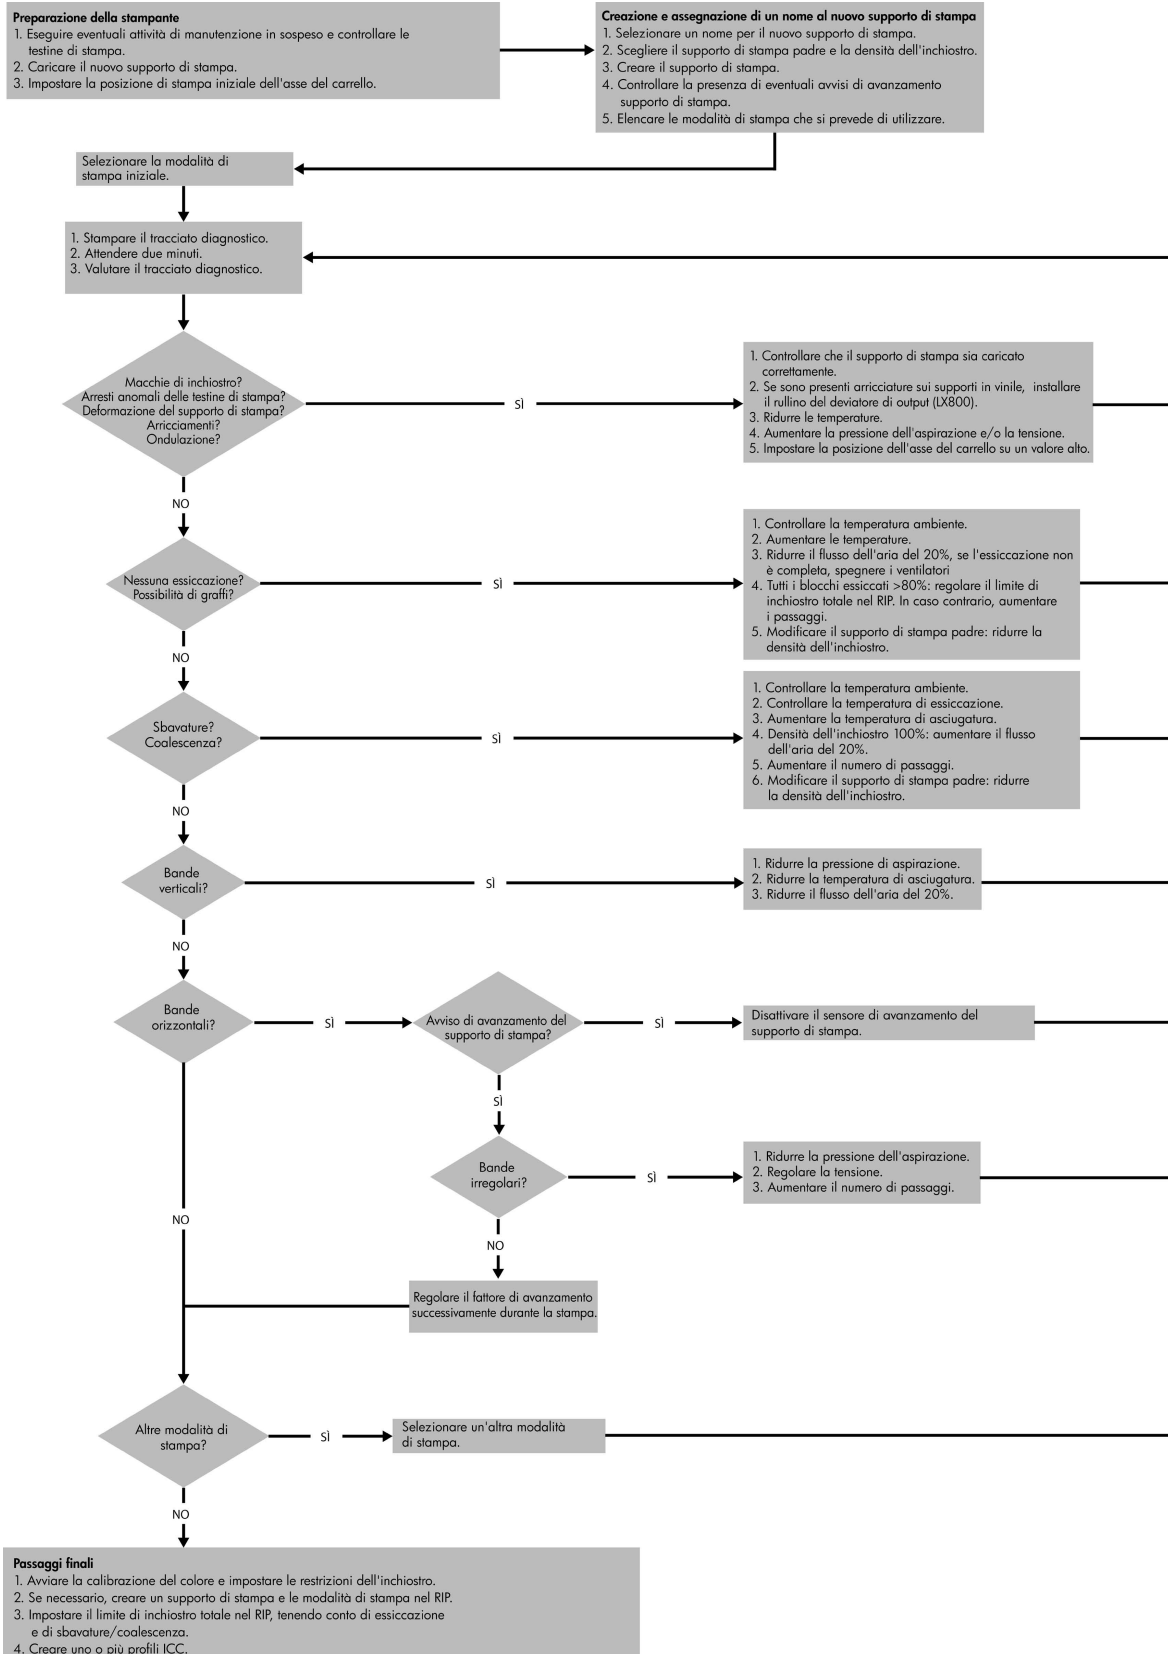 Preparazione della stampante
1. Eseguire eventuali attività di manutenzione in sospeso e controllare le
testine di stampa.
2. Caricare il nuovo supporto di stampa.
3. Impostare la posizione di stampa iniziale dell'asse del carrello.
Creazione e assegnazione di un nome al nuovo supporto di stampa
1. Selezionare un nome per il nuovo supporto di stampa.
2. Scegliere il supporto di stampa padre e la densità dell'inchiostro.
3. Creare il supporto di stampa.
4. Controllare la presenza di eventuali avvisi di avanzamento
supporto di stampa.
5. Elencare le modalità di stampa che si prevede di utilizzare.
Selezionare la modalità di
stampa iniziale.
1. Stampare il tracciato diagnostico.
2. Attendere due minuti.
3. Valutare il tracciato diagnostico.
Macchie di inchiostro?
Arresti anomali delle testine di stampa?
Deformazione del supporto di stampa?
Arricciamenti?
Ondulazione?
SÌ
1. Controllare che il supporto di stampa sia caricato
correttamente.
2. Se sono presenti arricciature sui supporti in vinile, installare
il rullino del deviatore di output (LX800).
3. Ridurre le temperature.
4. Aumentare la pressione dell'aspirazione e/o la tensione.
5. Impostare la posizione dell'asse del carrello su un valore alto.
NO
Nessuna essiccazione?
Possibilità di graffi?
SÌ
1. Controllare la temperatura ambiente.
2. Aumentare le temperature.
3. Ridurre il flusso dell'aria del 20%, se l'essiccazione non
è completa, spegnere i ventilatori
4. Tutti i blocchi essiccati >80%: regolare il limite di
inchiostro totale nel RIP. In caso contrario, aumentare
i passaggi.
5. Modificare il supporto di stampa padre: ridurre la
densità dell'inchiostro.
NO
Sbavature?
Coalescenza?
SÌ
1. Controllare la temperatura ambiente.
2. Controllare la temperatura di essiccazione.
3. Aumentare la temperatura di asciugatura.
4. Densità dell'inchiostro 100%: aumentare il flusso
dell'aria del 20%.
5. Aumentare il numero di passaggi.
6. Modificare il supporto di stampa padre: ridurre
la densità dell'inchiostro.
NO
Bande
verticali?
SÌ
1. Ridurre la pressione di aspirazione.
2. Ridurre la temperatura di asciugatura.
3. Ridurre il flusso dell'aria del 20%.
NO
Bande
orizzontali?
SÌ
Avviso di avanzamento del
supporto di stampa?
SÌ
Disattivare il sensore di avanzamento del
supporto di stampa.
SÌ
Bande
irregolari?
SÌ
1. Ridurre la pressione dell'aspirazione.
2. Regolare la tensione.
3. Aumentare il numero di passaggi.
NO
NO
Regolare il fattore di avanzamento
successivamente durante la stampa.
Altre modalità di
stampa?
SÌ
Selezionare un'altra modalità
di stampa.
NO
Passaggi finali
1. Avviare la calibrazione del colore e impostare le restrizioni dell'inchiostro.
2. Se necessario, creare un supporto di stampa e le modalità di stampa nel RIP.
3. Impostare il limite di inchiostro totale nel RIP, tenendo conto di essiccazione
e di sbavature/coalescenza.
4. Creare uno o più profili ICC.